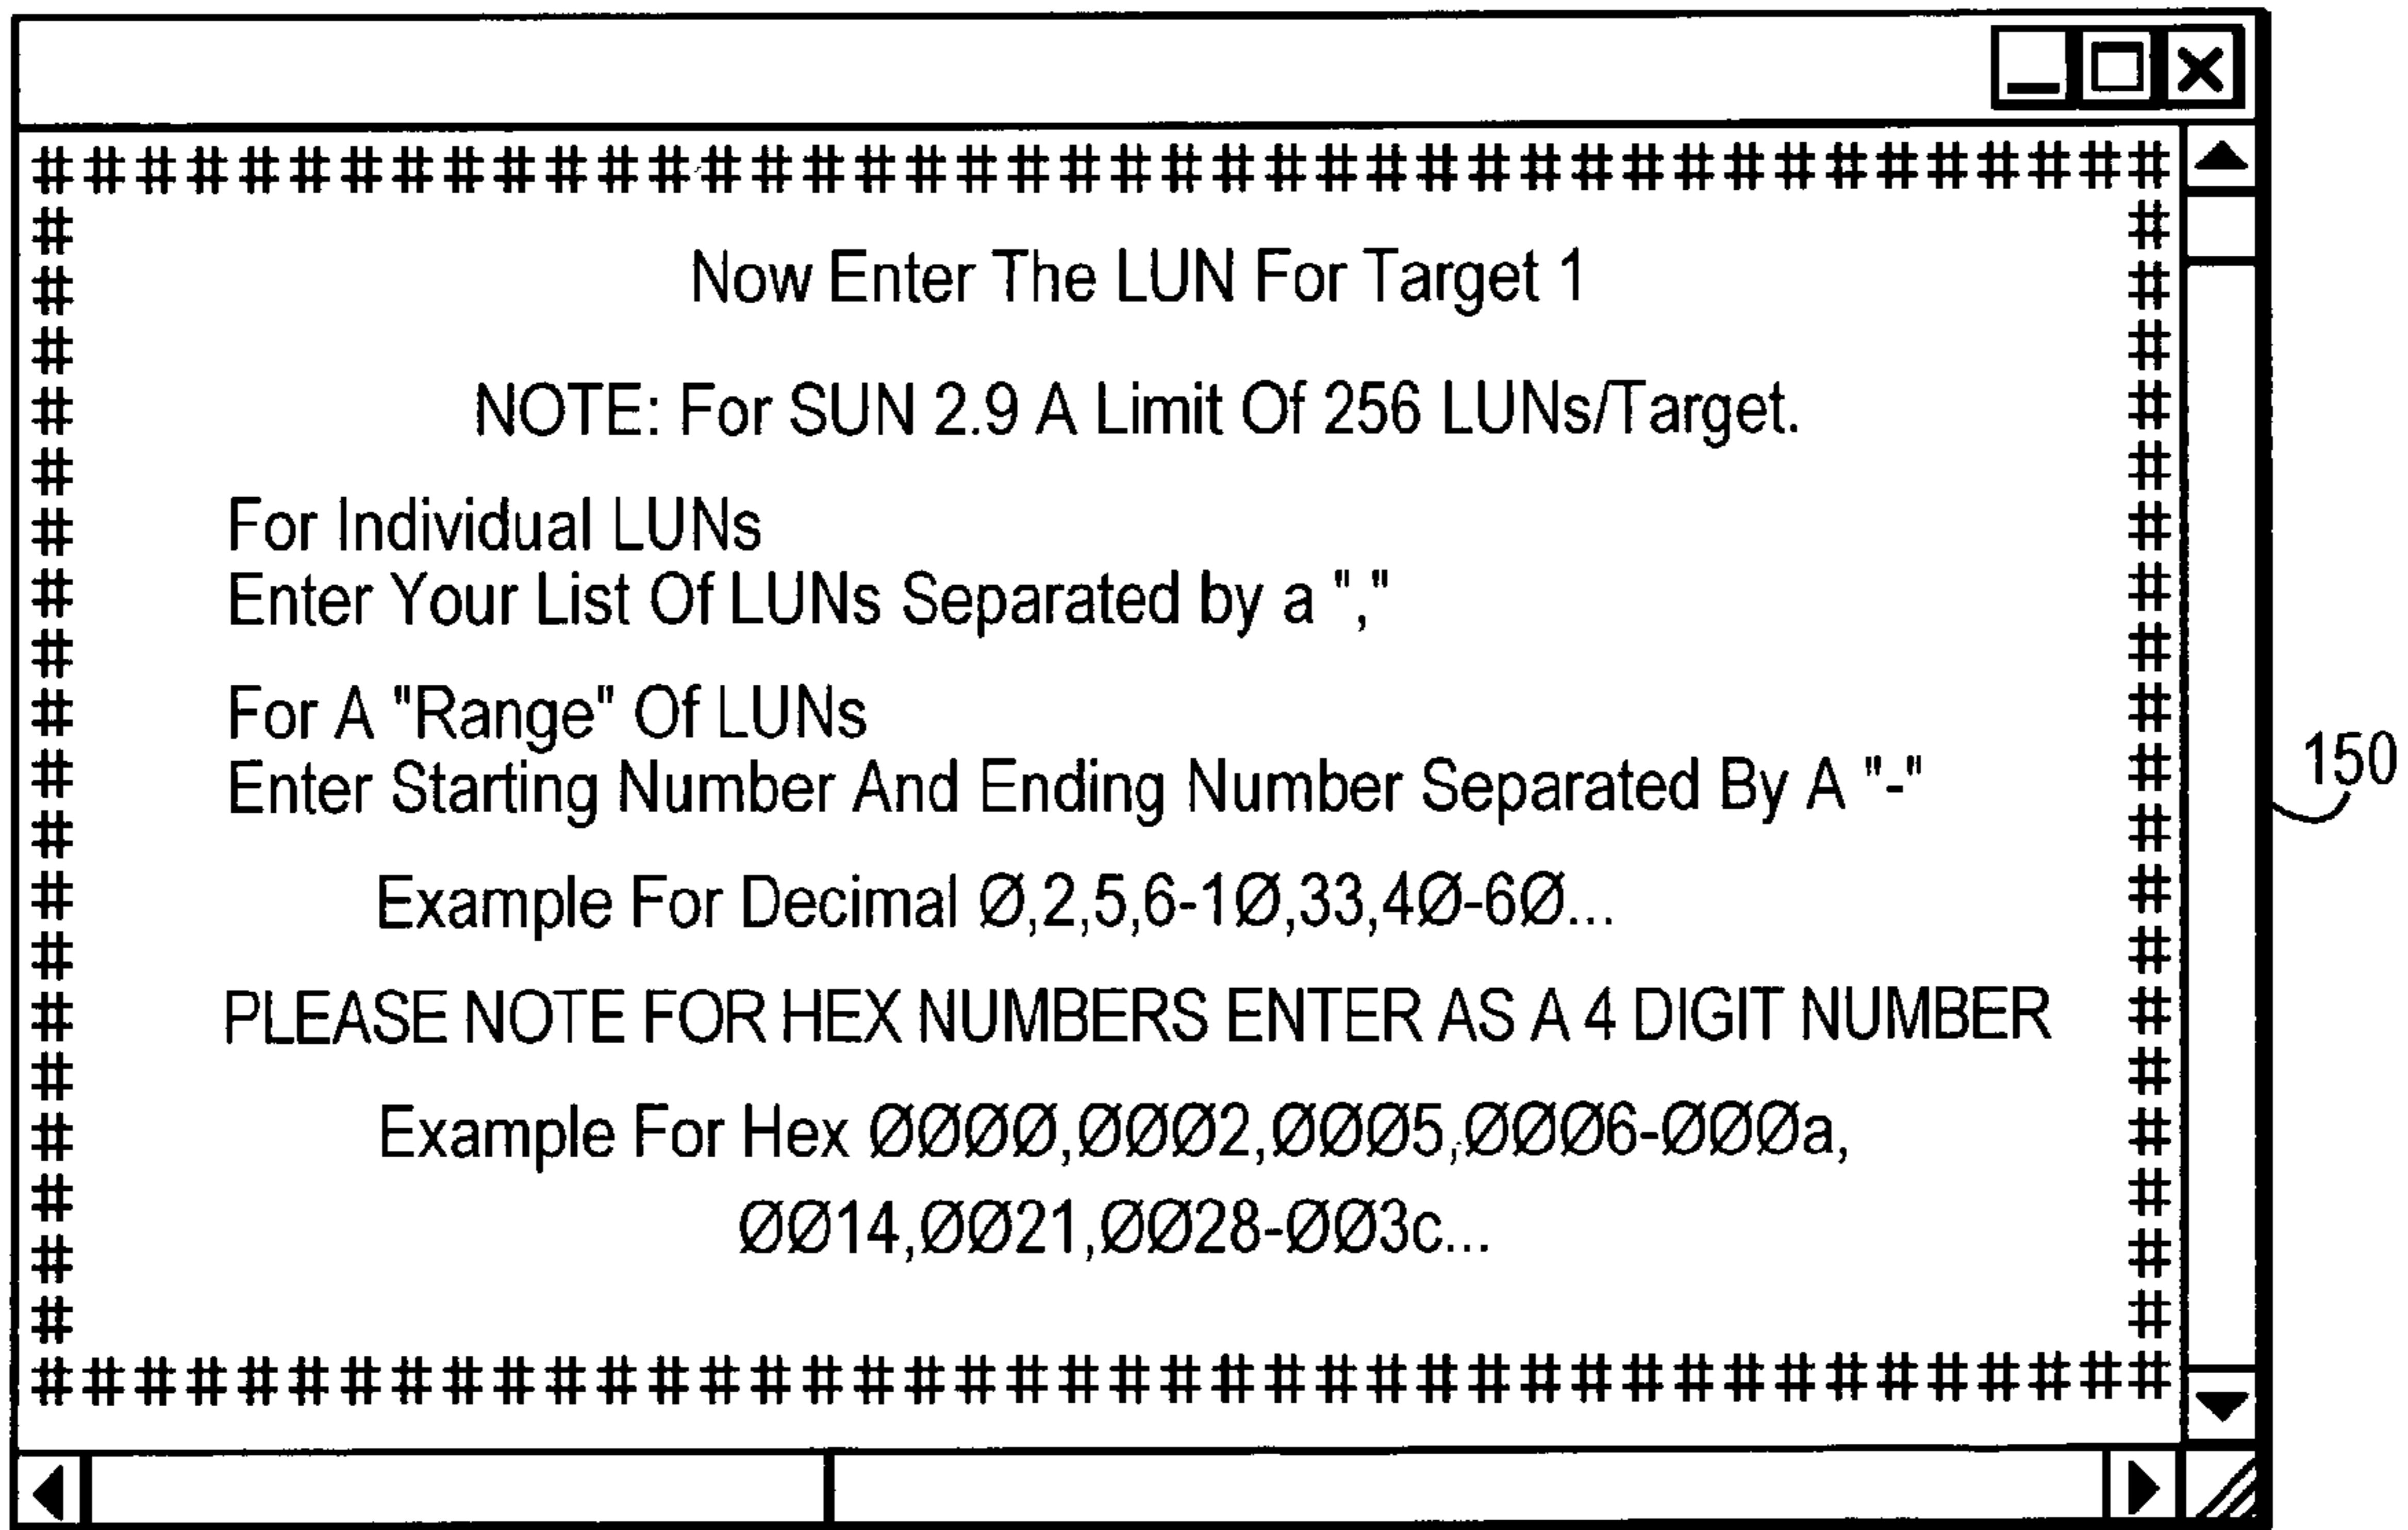 # # # # # # # # # # # # # # # # # # # # # # # # # # # # # # # # # # # # # # # # # #
Now Enter The LUN For Target 1
NOTE: For SUN 2.9 A Limit Of 256 LUNs/Target.
For Individual LUNs
Enter Your List Of LUNs Separated by a ","
For A "Range" Of LUNs
Enter Starting Number And Ending Number Separated By A "-"
Example For Decimal Ø,2,5,6-1Ø,33,4Ø-6Ø...
PLEASE NOTE FOR HEX NUMBERS ENTER AS A 4 DIGIT NUMBER
Example For Hex ØØØØ,ØØØ2,ØØØ5,ØØØ6-ØØØa,
ØØ14,ØØ21,ØØ28-ØØ3c...
# # # # # # # # # # # # # # # # # # # # # # # # # # # # # # # # # # # # # # # # # #
150